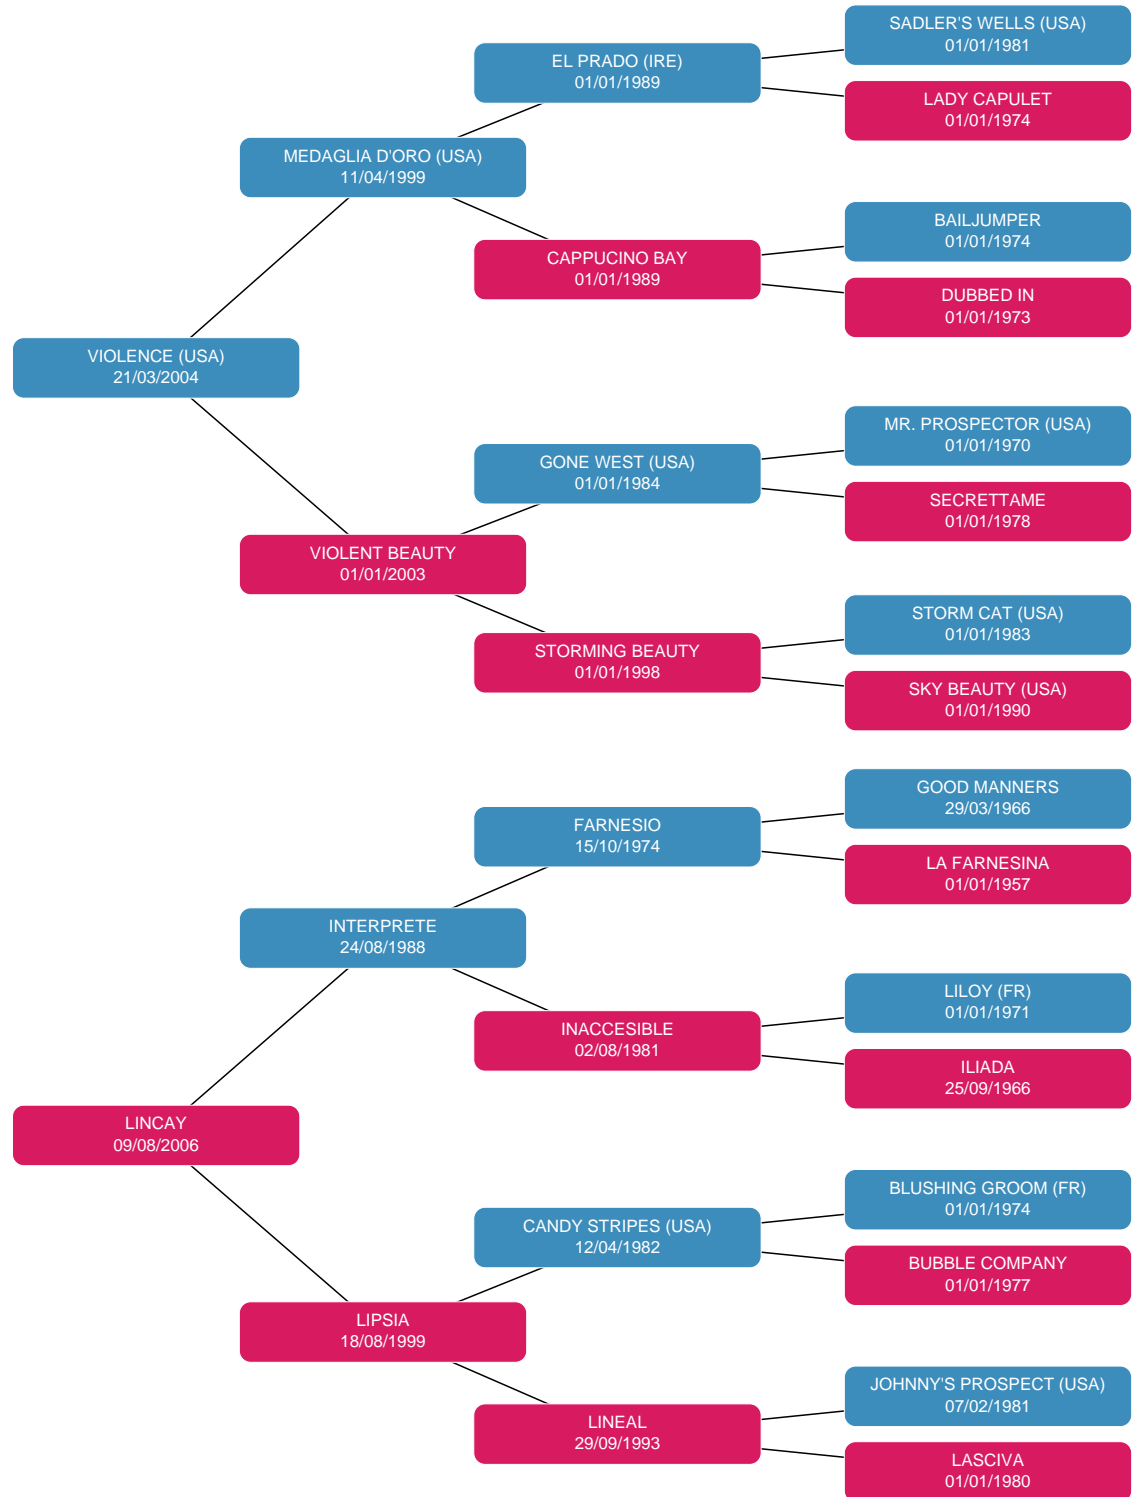 SADLER'S WELLS (USA)
01/01/1981
EL PRADO (IRE)
01/01/1989
LADY CAPULET
01/01/1974
MEDAGLIA D'ORO (USA)
11/04/1999
BAILJUMPER
01/01/1974
CAPPUCINO BAY
01/01/1989
DUBBED IN
01/01/1973
VIOLENCE (USA)
21/03/2004
MR. PROSPECTOR (USA)
01/01/1970
GONE WEST (USA)
01/01/1984
SECRETTAME
01/01/1978
VIOLENT BEAUTY
01/01/2003
STORM CAT (USA)
01/01/1983
STORMING BEAUTY
01/01/1998
SKY BEAUTY (USA)
01/01/1990
GOOD MANNERS
29/03/1966
FARNESIO
15/10/1974
LA FARNESINA
01/01/1957
INTERPRETE
24/08/1988
LILOY (FR)
01/01/1971
INACCESIBLE
02/08/1981
ILIADA
25/09/1966
LINCAY
09/08/2006
BLUSHING GROOM (FR)
01/01/1974
CANDY STRIPES (USA)
12/04/1982
BUBBLE COMPANY
01/01/1977
LIPSIA
18/08/1999
JOHNNY'S PROSPECT (USA)
07/02/1981
LINEAL
29/09/1993
LASCIVA
01/01/1980